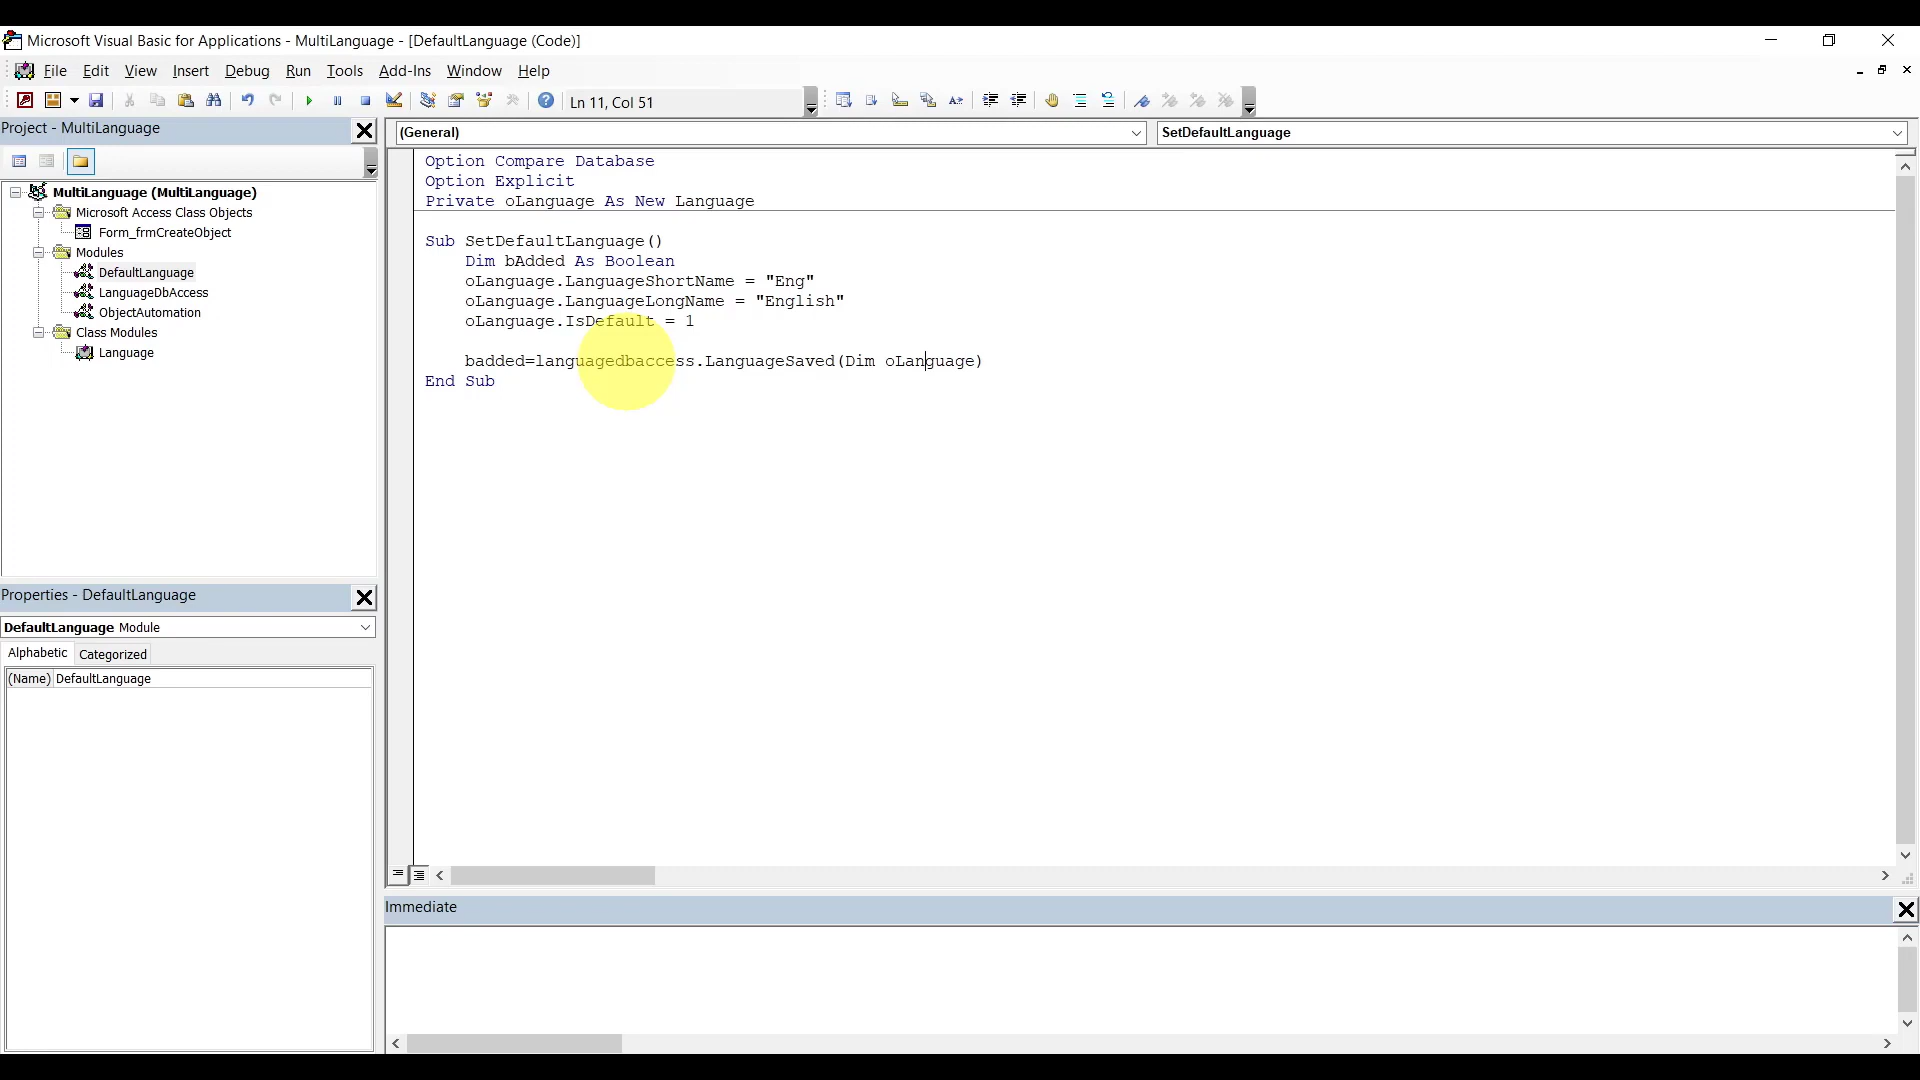 Microsoft Visual Basic for Applications - MultiLanguage - [DefaultLanguage (Code)]
File Edit View Insert Debug Run Tools Add-Ins Window Help
Ln 11, Col 51
Project - MultiLanguage
(General)
SetDefaultLanguage
MultiLanguage (MultiLanguage)
Microsoft Access Class Objects
Form_frmCreateObject
Modules
DefaultLanguage
LanguageDbAccess
ObjectAutomation
Class Modules
Language
Option Compare Database
Option Explicit
Private oLanguage As New Language
Sub SetDefaultLanguage()
Dim bAdded As Boolean
oLanguage.LanguageShortName = "Eng"
oLanguage.LanguageLongName = "English"
oLanguage.IsDefault = 1
badded=languagedbaccess.LanguageSaved(Dim oLanguage)
End Sub
Properties - DefaultLanguage
DefaultLanguage Module
Alphabetic Categorized
(Name) DefaultLanguage
Immediate